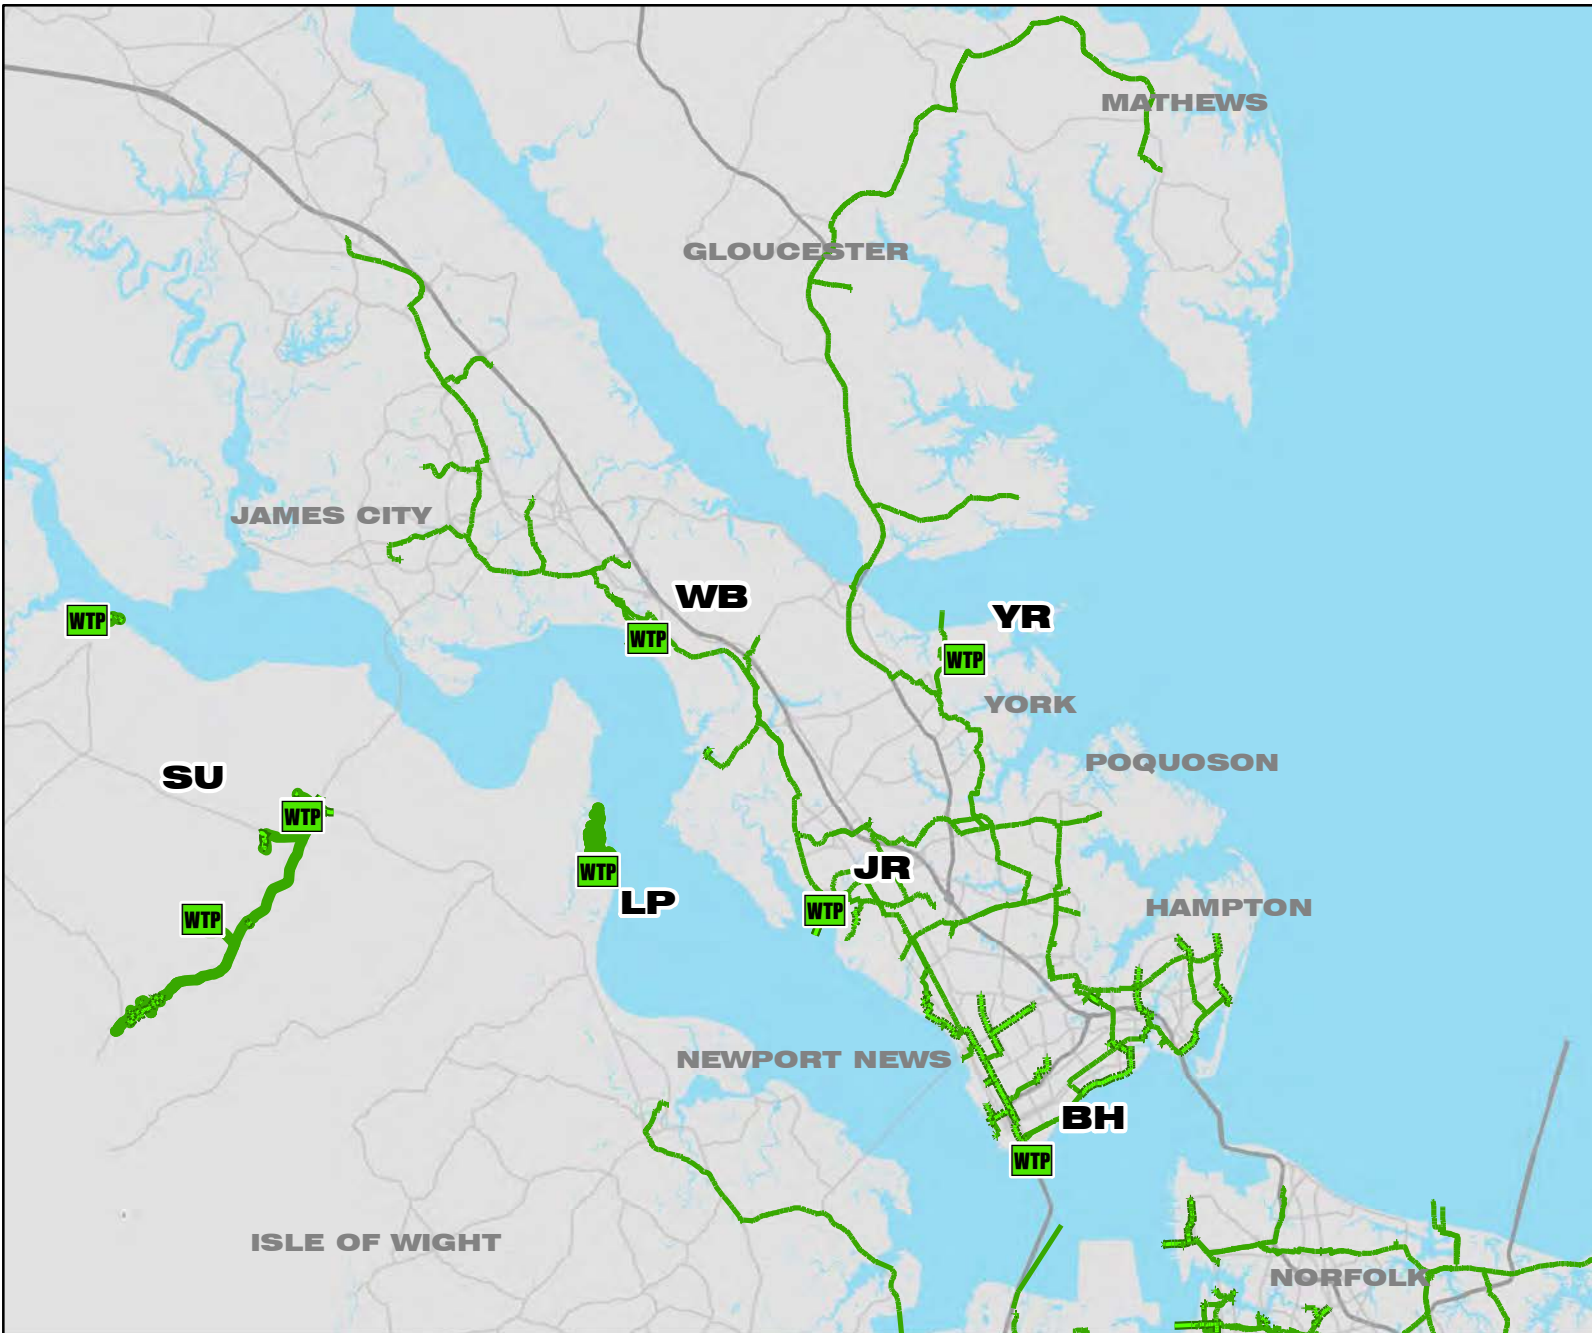 MATHEWS
GLOUCESTER
JAMES CITY
WB
WTP
WTP
YR
WTP
YORK
POQUOSON
SU
WTP
WTP
LP
JR
WTP
WTP
HAMPTON
NEWPORT NEWS
BH
WTP
ISLE OF WIGHT
NORFOLK